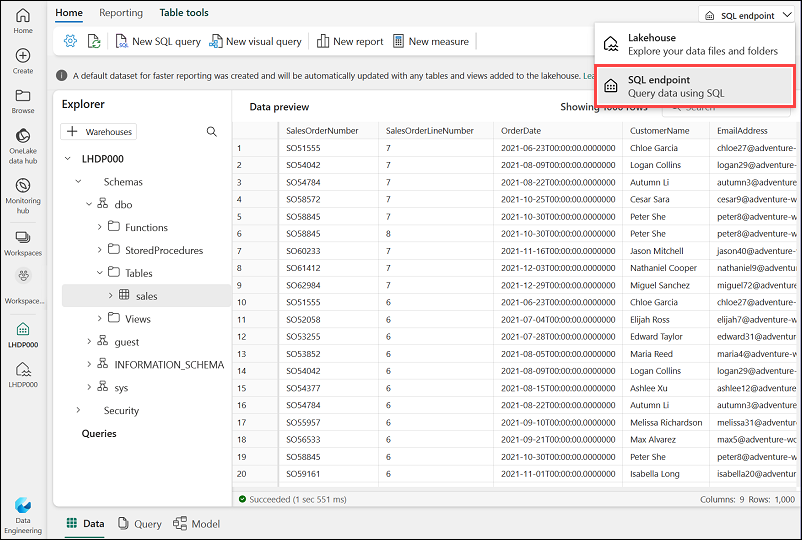 Home
Create
Browse
OneLake
data hub
Monitoring
hub
Workspaces
Workspace...
LHDP000
LHDP000
Data
Engineering
Home Reporting Table tools
SQL endpoint
New SQL query New visual query New report New measure
Lakehouse
Explore your data files and folders
SQL endpoint
Query data using SQL
A default dataset for faster reporting was created and will be automatically updated with any tables and views added to the lakehouse. Lea
Explorer
Warehouses
LHDP000
Schemas
dbo
Functions
StoredProcedures
Tables
sales
Views
guest
INFORMATION_SCHEMA
sys
Security
Queries
Data preview Showing 1000 rows Search
SalesOrderNumber SalesOrderLineNumber OrderDate CustomerName EmailAddress
1 SO51555 7 2021-06-23T00:00:00.0000000 Chloe Garcia chloe27@adventure-
2 SO54042 7 2021-08-09T00:00:00.0000000 Logan Collins logan29@adventure-
3 SO54784 7 2021-08-22T00:00:00.0000000 Autumn Li autumn3@adventure
4 SO58572 7 2021-10-25T00:00:00.0000000 Cesar Sara cesar9@adventure-w
5 SO58845 7 2021-10-30T00:00:00.0000000 Peter She peter8@adventure-w
6 SO58845 8 2021-10-30T00:00:00.0000000 Peter She peter8@adventure-w
7 SO60233 7 2021-11-16T00:00:00.0000000 Jason Mitchell jason40@adventure-
8 SO61412 7 2021-12-03T00:00:00.0000000 Nathaniel Cooper nathaniel9@adventur
9 SO62984 7 2021-12-29T00:00:00.0000000 Miguel Sanchez miguel72@adventure
10 SO51555 6 2021-06-23T00:00:00.0000000 Chloe Garcia chloe27@adventure-
11 SO52058 6 2021-07-04T00:00:00.0000000 Elijah Ross elijah7@adventure-w
12 SO53255 6 2021-07-28T00:00:00.0000000 Edward Taylor edward31@adventur
13 SO53852 6 2021-08-05T00:00:00.0000000 Maria Reed maria4@adventure-w
14 SO54042 6 2021-08-09T00:00:00.0000000 Logan Collins logan29@adventure-
15 SO54377 6 2021-08-15T00:00:00.0000000 Ashlee Xu ashlee12@adventure-
16 SO54784 6 2021-08-22T00:00:00.0000000 Autumn Li autumn3@adventure
17 SO55957 6 2021-09-10T00:00:00.0000000 Melissa Richardson melissa31@adventur
18 SO56533 6 2021-09-21T00:00:00.0000000 Max Alvarez max5@adventure-wo
19 SO58845 6 2021-10-30T00:00:00.0000000 Peter She peter8@adventure-w
20 SO59161 6 2021-11-01T00:00:00.0000000 Isabella Long isabella20@adventur
Succeeded (1 sec 551 ms) Columns: 9 Rows: 1,000
Data Query Model